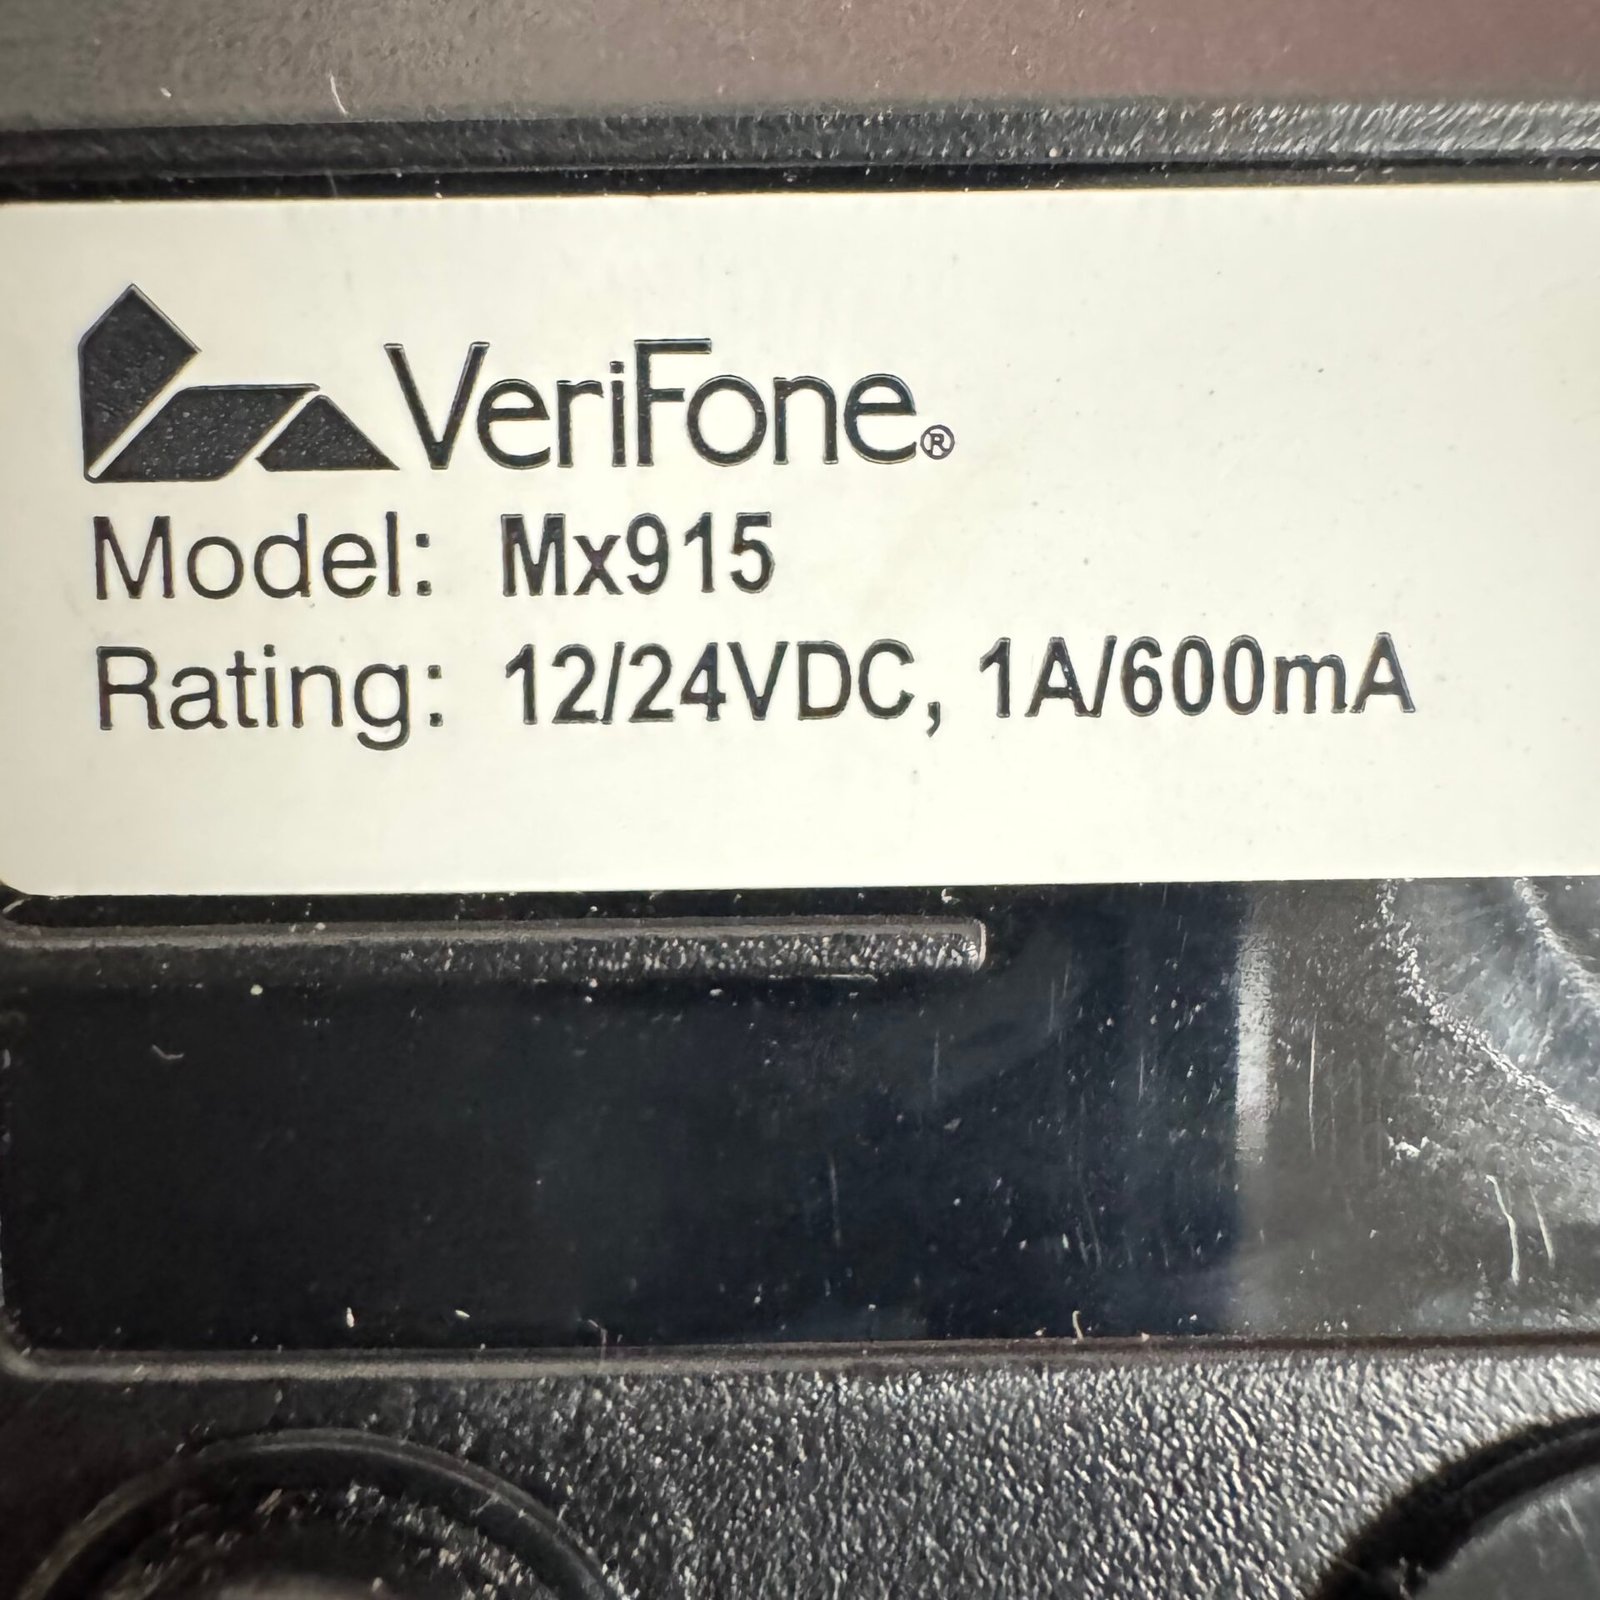 VeriFone®
Model: Mx915
Rating: 12/24VDC, 1A/600mA